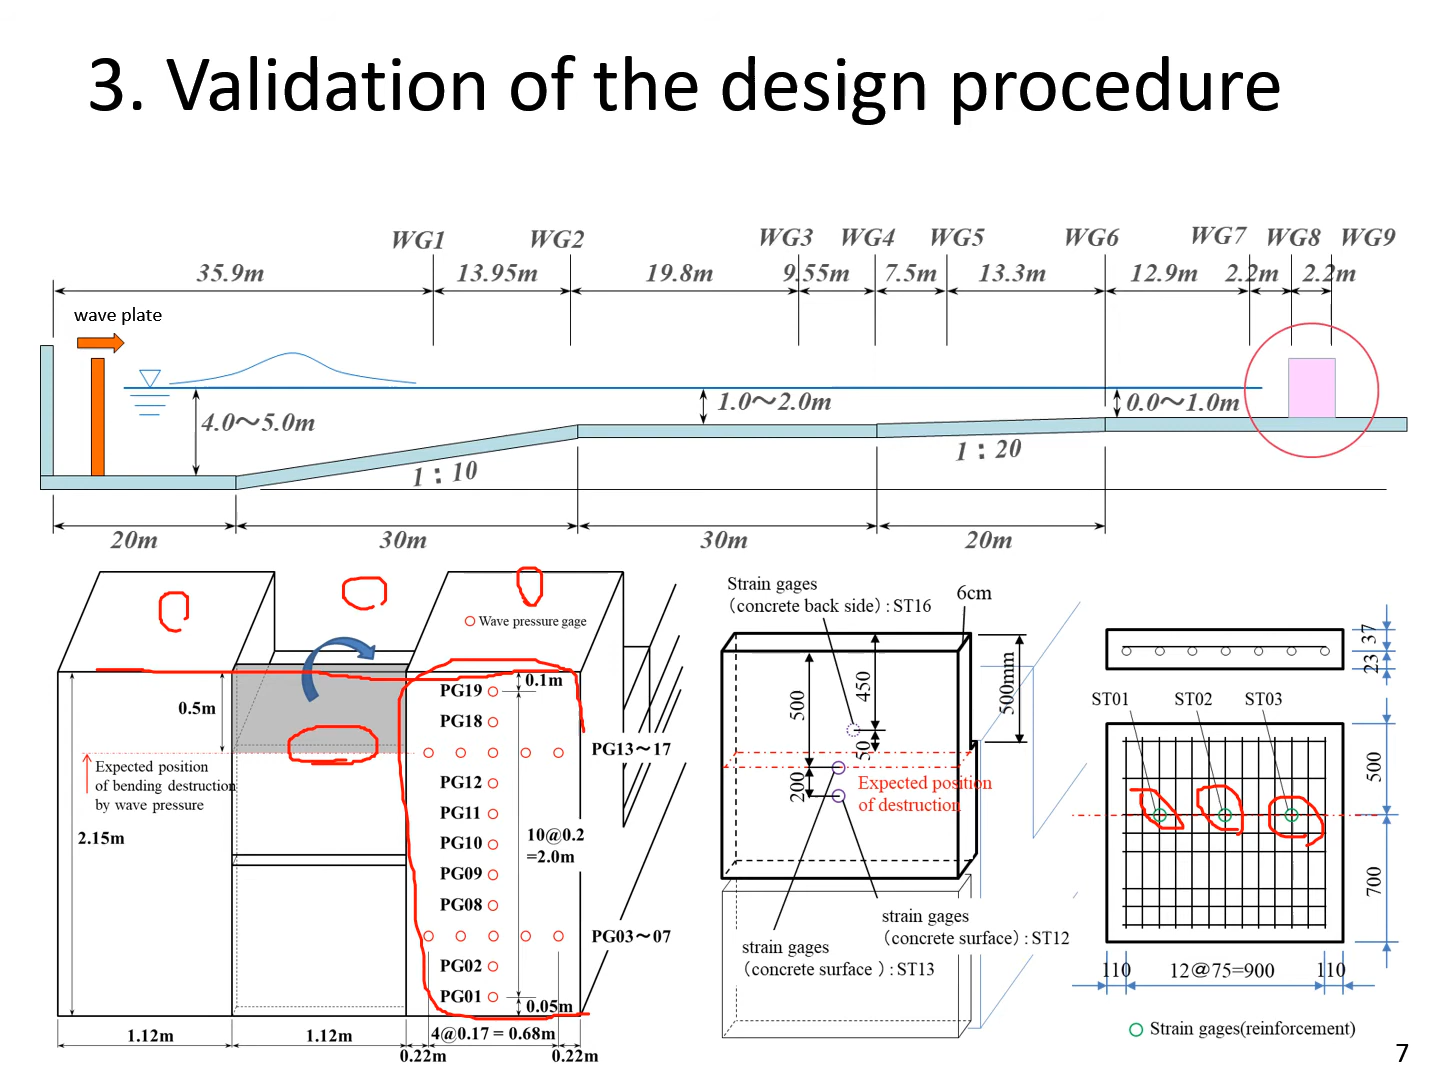 3. Validation of the design procedure
WG1
WG2
WG3
WG4
WG5
WG6
WG7
WG8
WG9
35.9m
13.95m
19.8m
9.55m
7.5m
13.3m
12.9m
2.2m
2.2m
wave plate
4.0～5.0m
1.0～2.0m
0.0～1.0m
1：10
1：20
20m
30m
30m
20m
Wave pressure gage
0.1m
PG19
PG18
PG13～17
PG12
PG11
PG10
PG09
PG08
PG03～07
PG02
PG01
10@0.2
=2.0m
0.05m
0.5m
Expected position
of bending destruction
by wave pressure
2.15m
1.12m
1.12m
4@0.17 = 0.68m
0.22m
0.22m
Strain gages
（concrete back side）: ST16
6cm
500
450
50
200
500mm
Expected position
of destruction
strain gages
（concrete surface）: ST12
strain gages
（concrete surface ）: ST13
37
23
ST01
ST02
ST03
500
700
110
12@75=900
110
Strain gages(reinforcement)
7